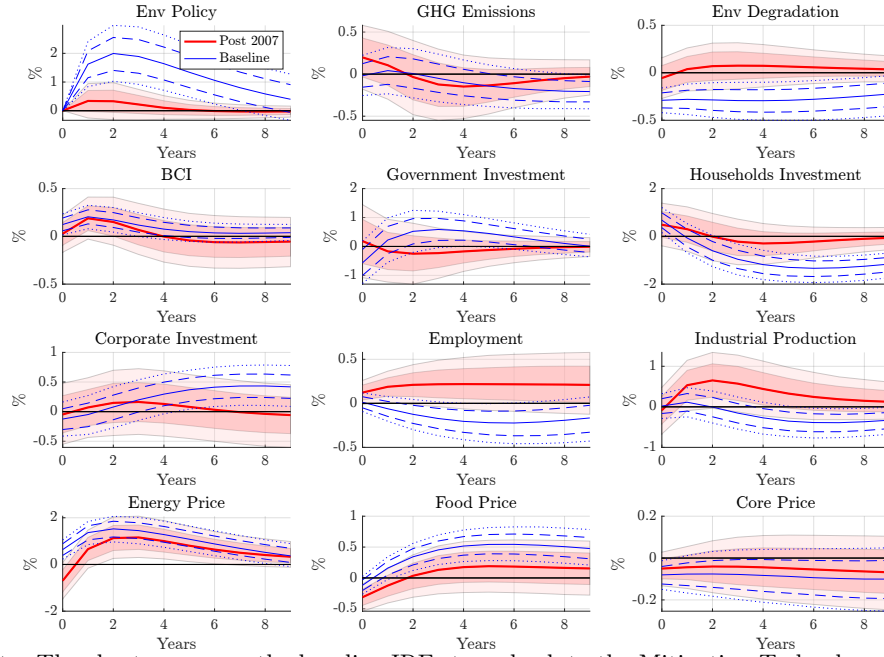 Env Policy
GHG Emissions
Env Degradation
Post 2007
Baseline
%
2
1
0
0 2 4 6 8
Years
%
0.5
0
-0.5
0 2 4 6 8
Years
%
0.5
0
-0.5
0 2 4 6 8
Years
BCI
Government Investment
Households Investment
%
0.5
0
-0.5
0 2 4 6 8
Years
%
2
1
0
-1
0 2 4 6 8
Years
%
2
0
-2
0 2 4 6 8
Years
Corporate Investment
Employment
Industrial Production
%
1
0.5
0
-0.5
0 2 4 6 8
Years
%
0.5
0
-0.5
0 2 4 6 8
Years
%
1
0
-1
0 2 4 6 8
Years
Energy Price
Food Price
Core Price
%
2
0
-2
0 2 4 6 8
Years
%
1
0.5
0
-0.5
0 2 4 6 8
Years
%
0.2
0
-0.2
0 2 4 6 8
Years